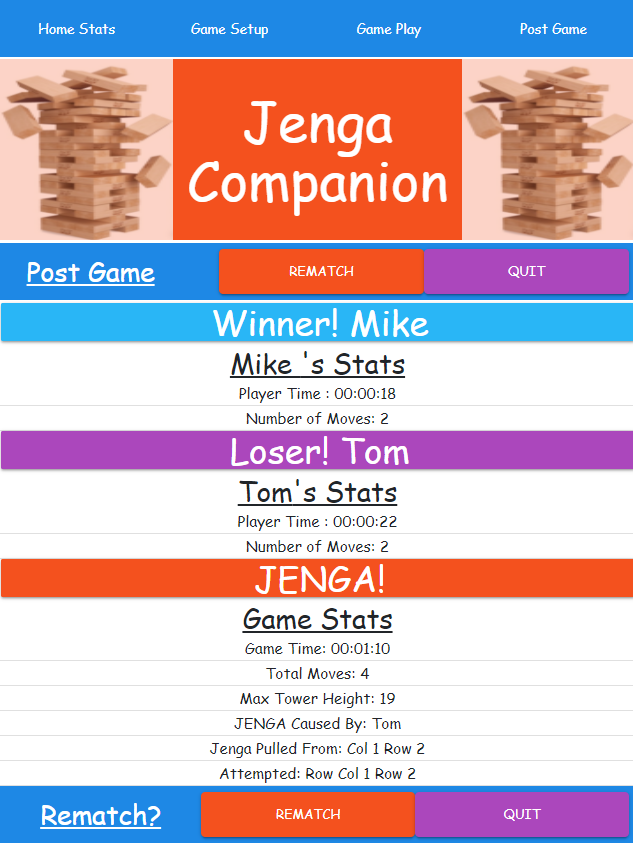 Home Stats Game Setup Game Play Post Game
Jenga
Companion
Post Game REMATCH QUIT
Winner! Mike
Mike 's Stats
Player Time : 00:00:18
Number of Moves: 2
Loser! Tom
Tom's Stats
Player Time : 00:00:22
Number of Moves: 2
JENGA!
Game Stats
Game Time: 00:01:10
Total Moves: 4
Max Tower Height: 19
JENGA Caused By: Tom
Jenga Pulled From: Col 1 Row 2
Attempted: Row Col 1 Row 2
Rematch? REMATCH QUIT